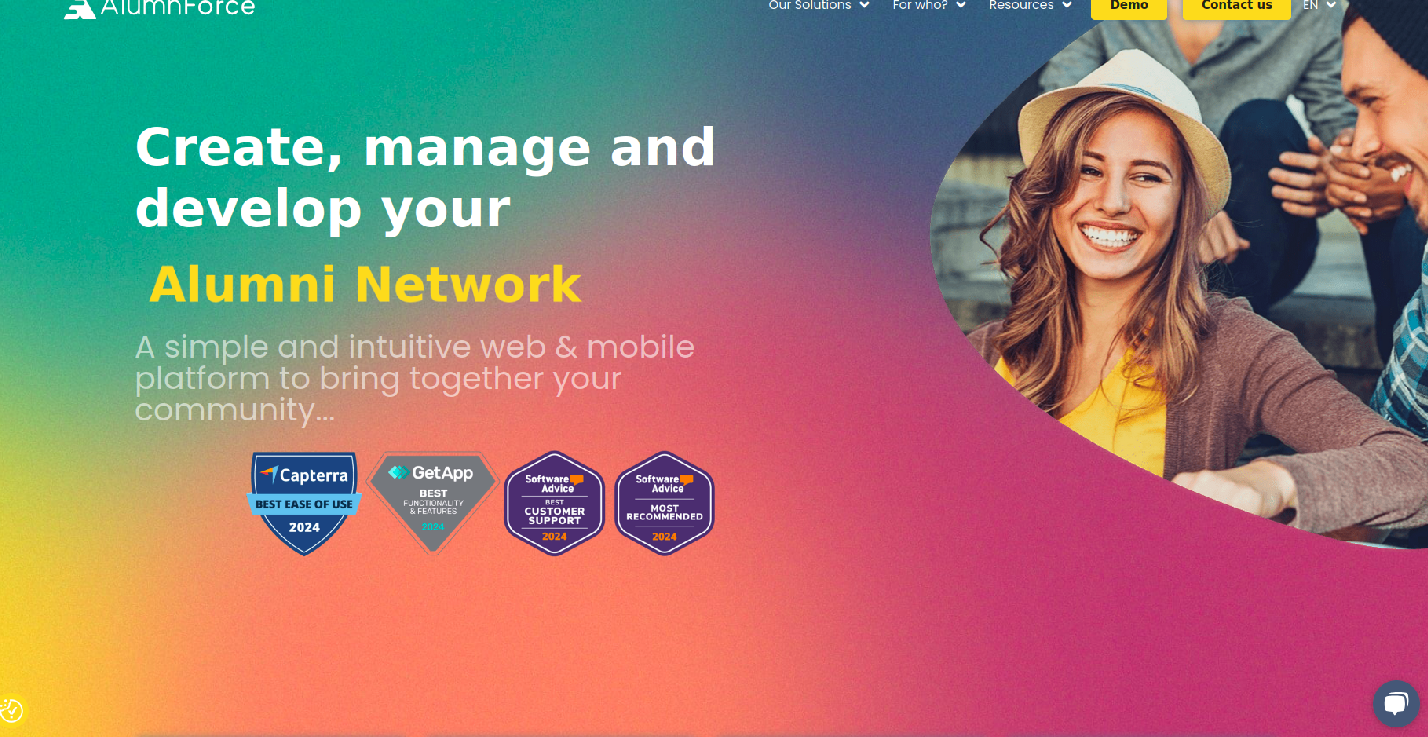 AlumnForce
Our Solutions For who? Resources Demo Contact us EN
Create, manage and
develop your
Alumni Network
A simple and intuitive web & mobile
platform to bring together your
community...
Capterra
BEST EASE OF USE
2024
GetApp
BEST
FUNCTIONALITY
& FEATURES
2024
Software
Advice
BEST
CUSTOMER
SUPPORT
2024
Software
Advice
MOST
RECOMMENDED
2024